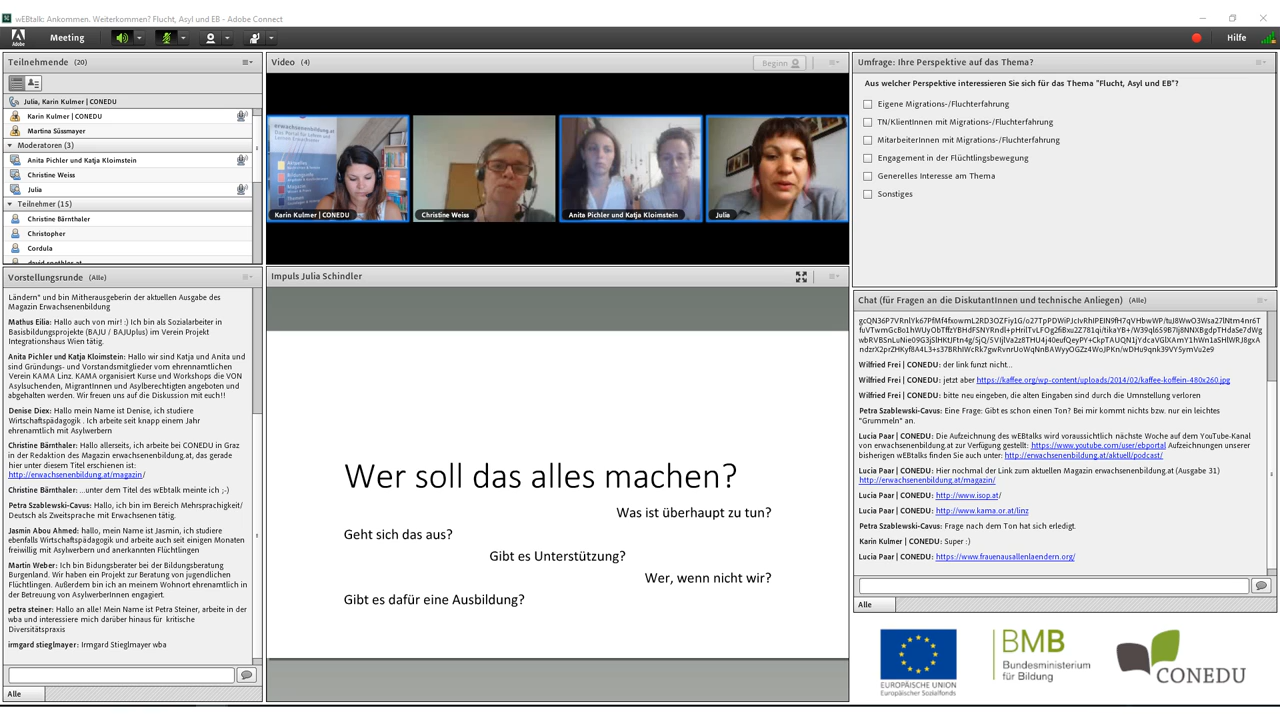 wEBtalk: Ankommen. Weiterkommen? Flucht, Asyl und EB - Adobe Connect
Adobe
Meeting
Hilfe
Teilnehmende (20)
Julia, Karin Kulmer | CONEDU
Karin Kulmer | CONEDU
Martina Süssmayer
Moderatoren (3)
Anita Pichler und Katja Kloimstein
Christine Weiss
Julia
Teilnehmer (15)
Christine Bärnthaler
Christopher
Cordula
Vorstellungsrunde (Alle)
Ländern" und bin Mitherausgeberin der aktuellen Ausgabe des
Magazin Erwachsenenbildung
Mathus Eilia: Hallo auch von mir! :) Ich bin als Sozialarbeiter in
Basisbildungsprojekte (BAJU / BAJUplus) im Verein Projekt
Integrationshaus Wien tätig.
Anita Pichler und Katja Kloimstein: Hallo wir sind Katja und Anita und
sind Gründungs- und Vorstandsmitglieder vom ehrenamtlichen
Verein KAMA Linz. KAMA organisiert Kurse und Workshops die VON
Asylsuchenden, MigrantInnen und Asylberechtigten angeboten und
abgehalten werden. Wir freuen uns auf die Diskussion mit euch!!
Denise Diex: Hallo mein Name ist Denise, ich studiere
Wirtschaftspädagogik . Ich arbeite seit knapp einem Jahr
ehrenamtlich mit Asylwerbern
Christine Bärnthaler: Hallo allerseits, ich arbeite bei CONEDU in Graz
in der Redaktion des Magazin erwachsenenbildung.at, das gerade
hier unter diesem Titel erschienen ist:
http://erwachsenenbildung.at/magazin/
Christine Bärnthaler: ...unter dem Titel des wEbtalk meinte ich ;-)
Petra Szablewski-Cavus: Hallo, ich bin im Bereich Mehrsprachigkeit/
Deutsch als Zweitsprache mit Erwachsenen tätig.
Jasmin Abou Ahmed: hallo, mein Name ist Jasmin, ich studiere
ebenfalls Wirtschaftspädagogik und arbeite auch seit einigen Monaten
freiwillig mit Asylwerbern und anerkannten Flüchtlingen
Martin Weber: Ich bin Bildungsberater bei der Bildungsberatung
Burgenland. Wir haben ein Projekt zur Beratung von jugendlichen
Flüchtlingen. Außerdem bin ich an meinem Wohnort ehrenamtlich in
der Betreuung von AsylwerberInnen engagiert.
petra steiner: Hallo an alle! Mein Name ist Petra Steiner, arbeite in der
wba und interessiere mich darüber hinaus für kritische
Diversitätspraxis
irmgard stieglmayer: Irmgard Stieglmayer wba
Alle
Video (4)
Beginn
erwachsenenbildung.at
Karin Kulmer | CONEDU
Christine Weiss
Anita Pichler und Katja Kloimstein
Julia
Impuls Julia Schindler
Wer soll das alles machen?
Was ist überhaupt zu tun?
Geht sich das aus?
Gibt es Unterstützung?
Wer, wenn nicht wir?
Gibt es dafür eine Ausbildung?
Umfrage: Ihre Perspektive auf das Thema?
Aus welcher Perspektive interessieren Sie sich für das Thema "Flucht, Asyl und EB"?
Eigene Migrations-/Fluchterfahrung
TN/KlientInnen mit Migrations-/Fluchterfahrung
MitarbeiterInnen mit Migrations-/Fluchterfahrung
Engagement in der Flüchtlingsbewegung
Generelles Interesse am Thema
Sonstiges
Chat (für Fragen an die DiskutantInnen und technische Anliegen) (Alle)
Wilfried Frei | CONEDU: der link funzt nicht...
Wilfried Frei | CONEDU: jetzt aber https://kaffee.org/wp-content/uploads/2014/02/kaffee-koffein-480x260.jpg
Wilfried Frei | CONEDU: bitte neu eingeben, die alten Eingaben sind durch die Umnstellung verloren
Petra Szablewski-Cavus: Eine Frage: Gibt es schon einen Ton? Bei mir kommt nichts bzw. nur ein leichtes
"Grummeln" an.
Lucia Paar | CONEDU: Die Aufzeichnung des wEBtalks wird voraussichtlich nächste Woche auf dem YouTube-Kanal
von erwachsenenbildung.at zur Verfügung gestellt: https://www.youtube.com/user/ebportal Aufzeichnungen unserer
bisherigen wEBtalks finden Sie auch unter: http://erwachsenenbildung.at/aktuell/podcast/
Lucia Paar | CONEDU: Hier nochmal der Link zum aktuellen Magazin erwachsenenbildung.at (Ausgabe 31)
http://erwachsenenbildung.at/magazin/
Lucia Paar | CONEDU: http://www.isop.at/
Lucia Paar | CONEDU: http://www.kama.or.at/linz
Petra Szablewski-Cavus: Frage nach dem Ton hat sich erledigt.
Karin Kulmer | CONEDU: Super :)
Lucia Paar | CONEDU: https://www.frauenausallenlaendern.org/
Alle
EUROPÄISCHE UNION
Europäischer Sozialfonds
BMB
Bundesministerium
für Bildung
CONEDU